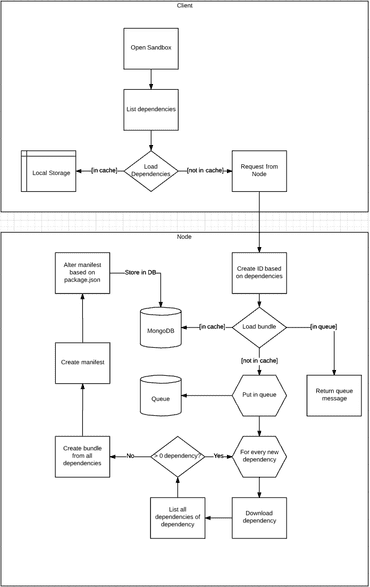 Client
Open Sandbox
List dependencies
Local Storage
[in cache]
Load
Dependencies
[not in cache]
Request from
Node
Node
Alter manifest
based on
package.json
Store in DB
Create ID based
on dependencies
MongoDB
[in cache]
Load bundle
[in queue]
[not in cache]
Create manifest
Queue
Put in queue
Return queue
message
Create bundle
from all
dependencies
No
> 0 dependency?
Yes
For every new
dependency
List all
dependencies of
dependency
Download
dependency